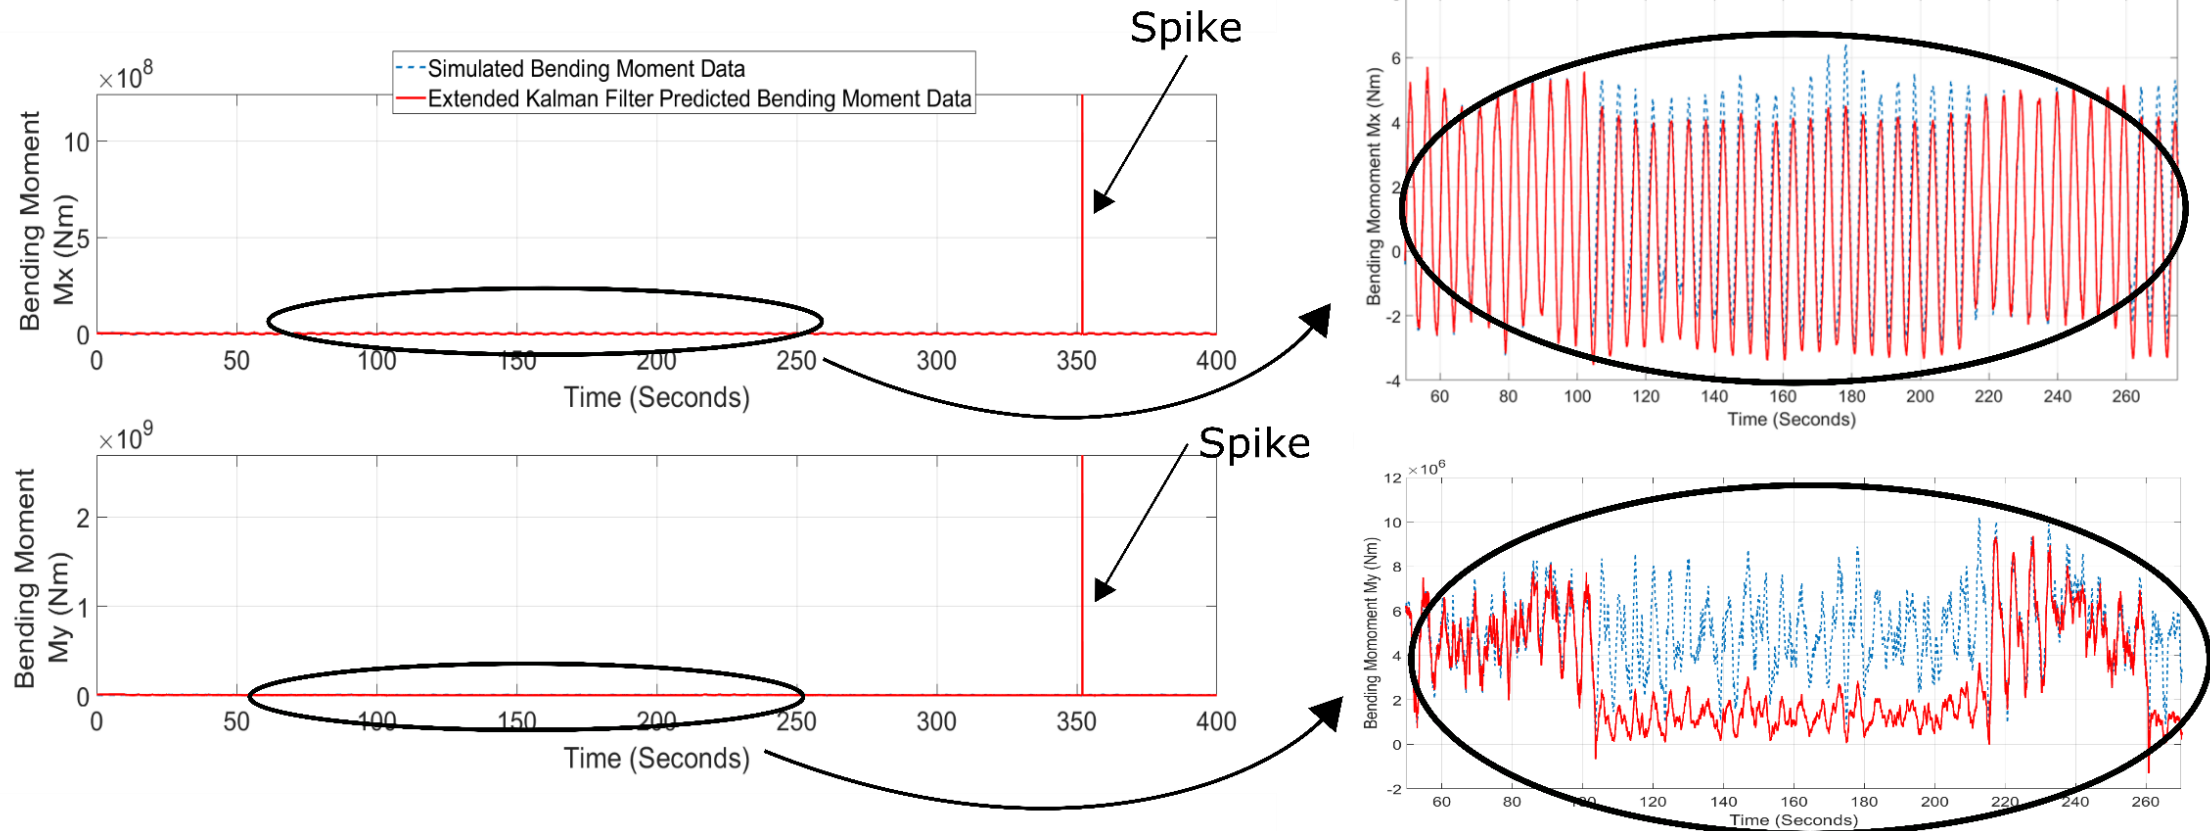 Spike
×10^8
Simulated Bending Moment Data
Extended Kalman Filter Predicted Bending Moment Data
Bending Moment
Mx (Nm)
10
5
0
0 50 100 150 200 250 300 350 400
Time (Seconds)
Bending Momoment Mx (Nm)
6
4
2
0
-2
-4
60 80 100 120 140 160 180 200 220 240 260
Time (Seconds)
Spike
×10^9
Bending Moment
My (Nm)
2
1
0
0 50 100 150 200 250 300 350 400
Time (Seconds)
×10^6
Bending Momoment My (Nm)
12
10
8
6
4
2
0
-2
60 80 100 120 140 160 180 200 220 240 260
Time (Seconds)